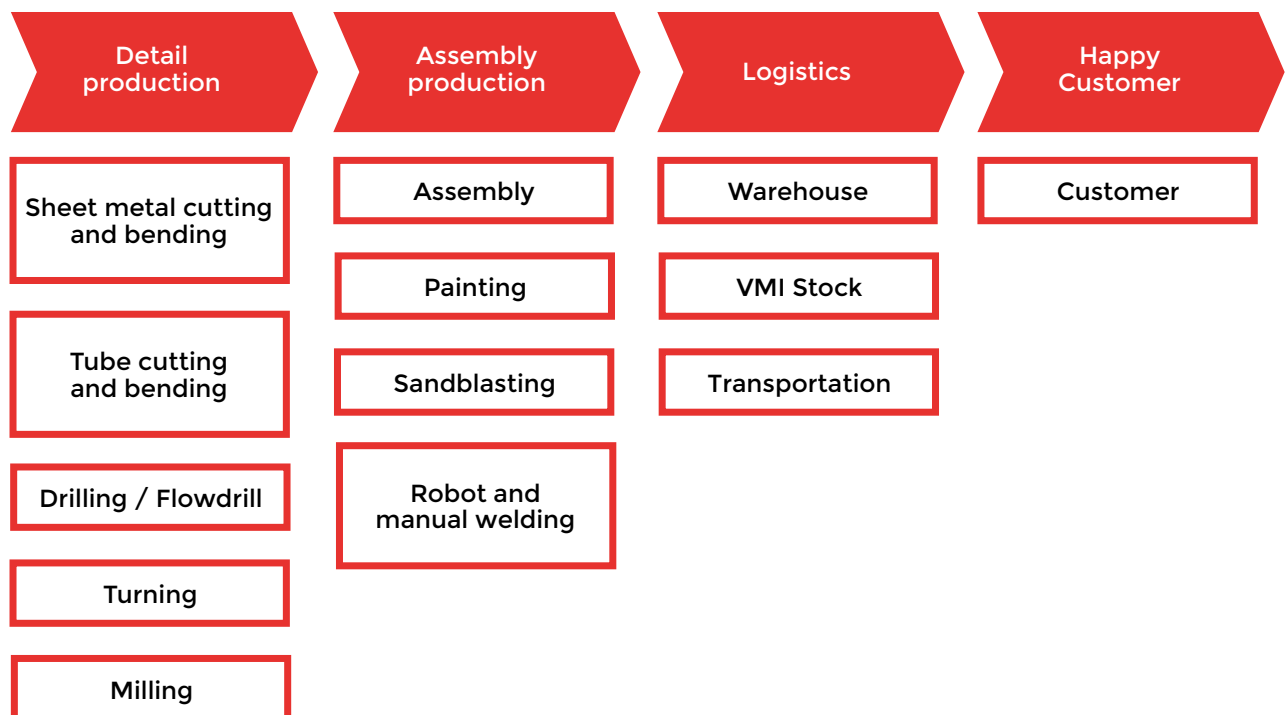 Detail
production
Assembly
production
Logistics
Happy
Customer
Sheet metal cutting
and bending
Tube cutting
and bending
Drilling / Flowdrill
Turning
Milling
Assembly
Painting
Sandblasting
Robot and
manual welding
Warehouse
VMI Stock
Transportation
Customer